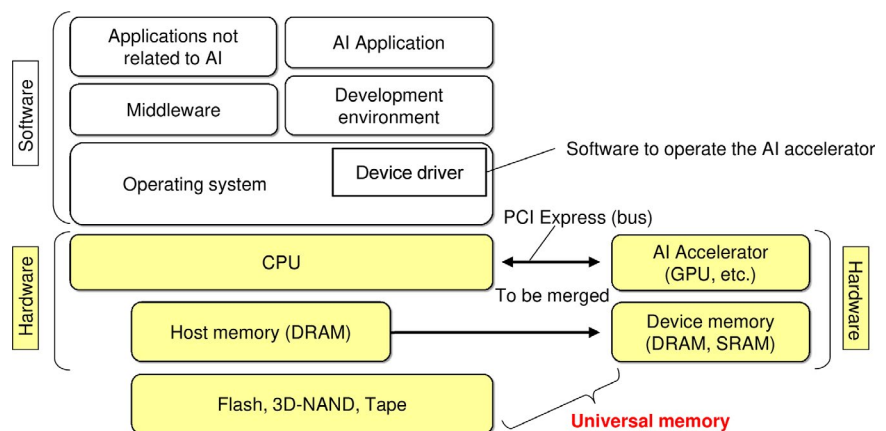 Applications not
related to AI
AI Application
Middleware
Development
environment
Software
Operating system
Device driver
Software to operate the AI accelerator
PCI Express (bus)
Hardware
CPU
AI Accelerator
(GPU, etc.)
To be merged
Host memory (DRAM)
Device memory
(DRAM, SRAM)
Hardware
Flash, 3D-NAND, Tape
Universal memory